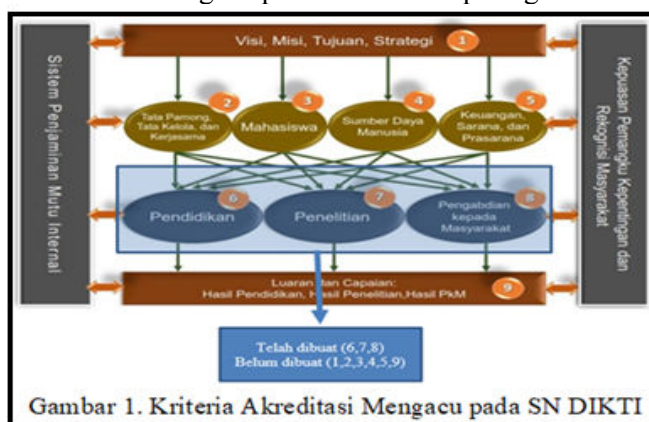 Visi, Misi, Tujuan, Strategi
1
Sistem Penjaminan Mutu Internal
Kepuasan Pemangku Kepentingan dan
Rekognisi Masyarakat
2
Tata Pamong,
Tata Kelola, dan
Kerjasama
3
Mahasiswa
4
Sumber Daya
Manusia
5
Keuangan,
Sarana, dan
Prasarana
6
Pendidikan
7
Penelitian
8
Pengabdian
kepada
Masyarakat
Luaran dan Capaian:
Hasil Pendidikan, Hasil Penelitian,Hasil PkM
9
Telah dibuat (6,7,8)
Belum dibuat (1,2,3,4,5,9)
Gambar 1. Kriteria Akreditasi Mengacu pada SN DIKTI